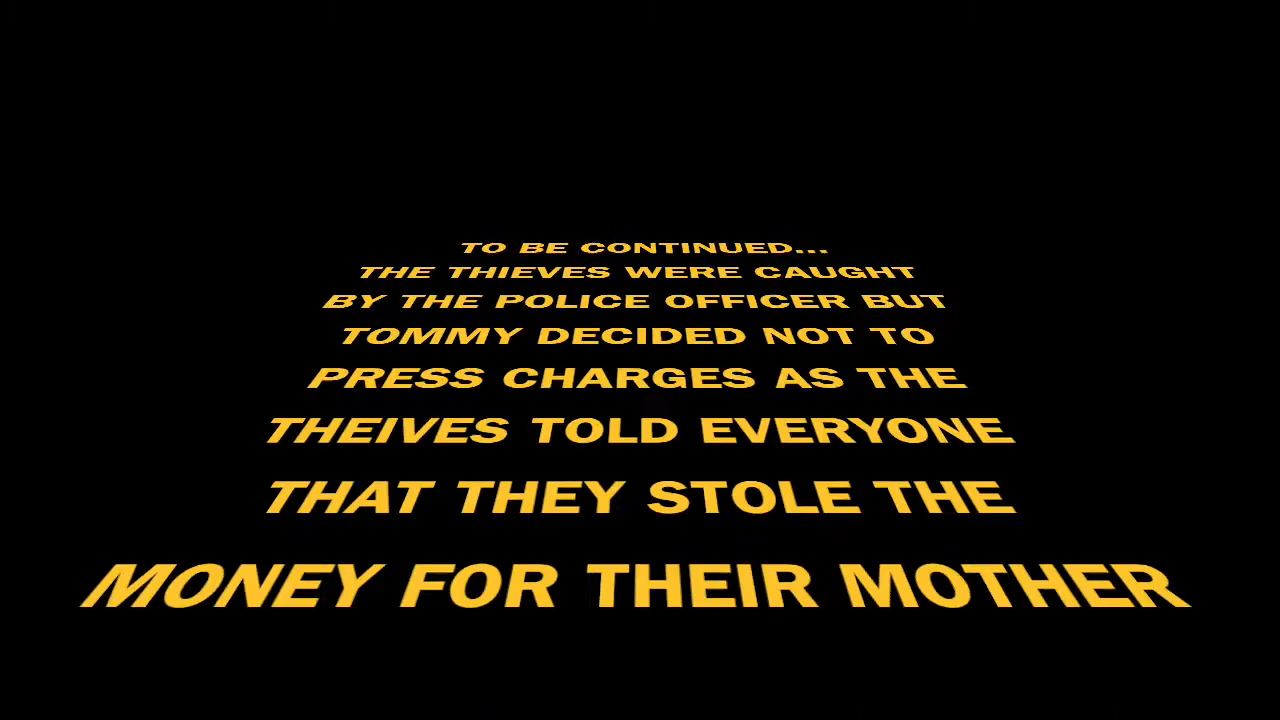 TO BE CONTINUED...
THE THIEVES WERE CAUGHT
BY THE POLICE OFFICER BUT
TOMMY DECIDED NOT TO
PRESS CHARGES AS THE
THEIVES TOLD EVERYONE
THAT THEY STOLE THE
MONEY FOR THEIR MOTHER